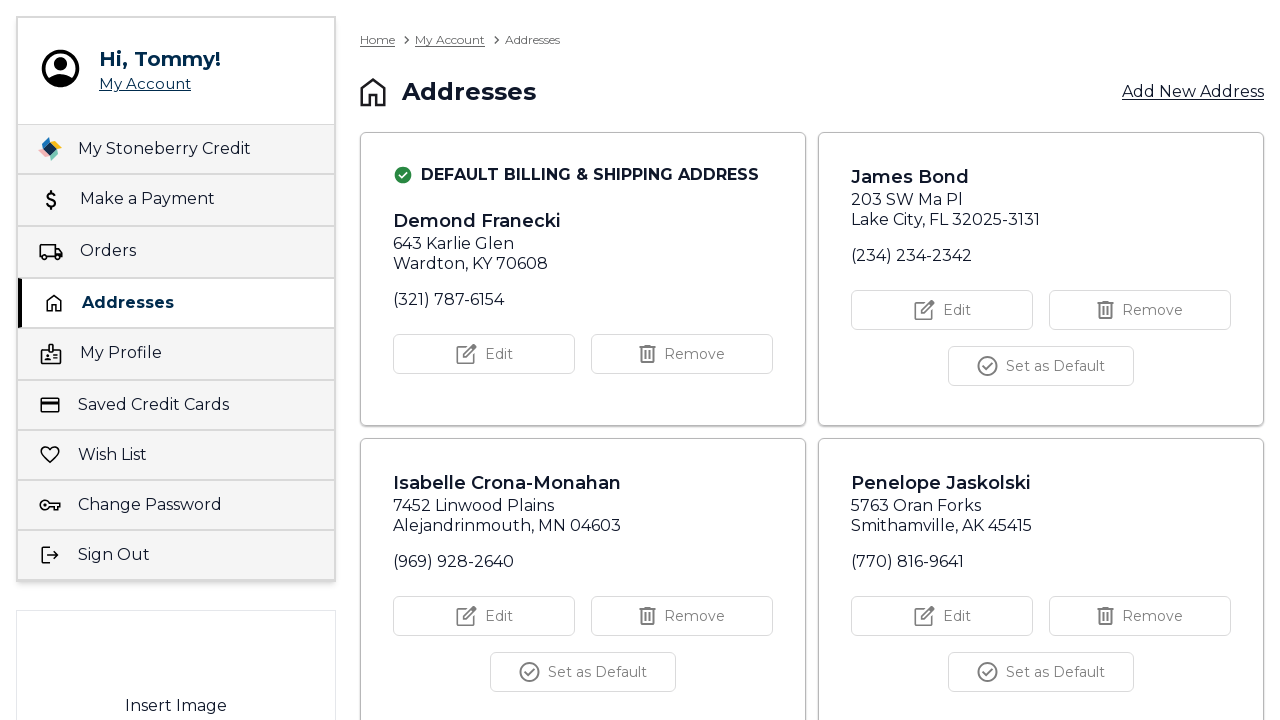 Hi, Tommy!
My Account
My Stoneberry Credit
Make a Payment
Orders
Addresses
My Profile
Saved Credit Cards
Wish List
Change Password
Sign Out
Insert Image
Home > My Account > Addresses
Addresses
Add New Address
DEFAULT BILLING & SHIPPING ADDRESS
Demond Franecki
643 Karlie Glen
Wardton, KY 70608
(321) 787-6154
Edit
Remove
James Bond
203 SW Ma Pl
Lake City, FL 32025-3131
(234) 234-2342
Edit
Remove
Set as Default
Isabelle Crona-Monahan
7452 Linwood Plains
Alejandrinmouth, MN 04603
(969) 928-2640
Edit
Remove
Set as Default
Penelope Jaskolski
5763 Oran Forks
Smithamville, AK 45415
(770) 816-9641
Edit
Remove
Set as Default